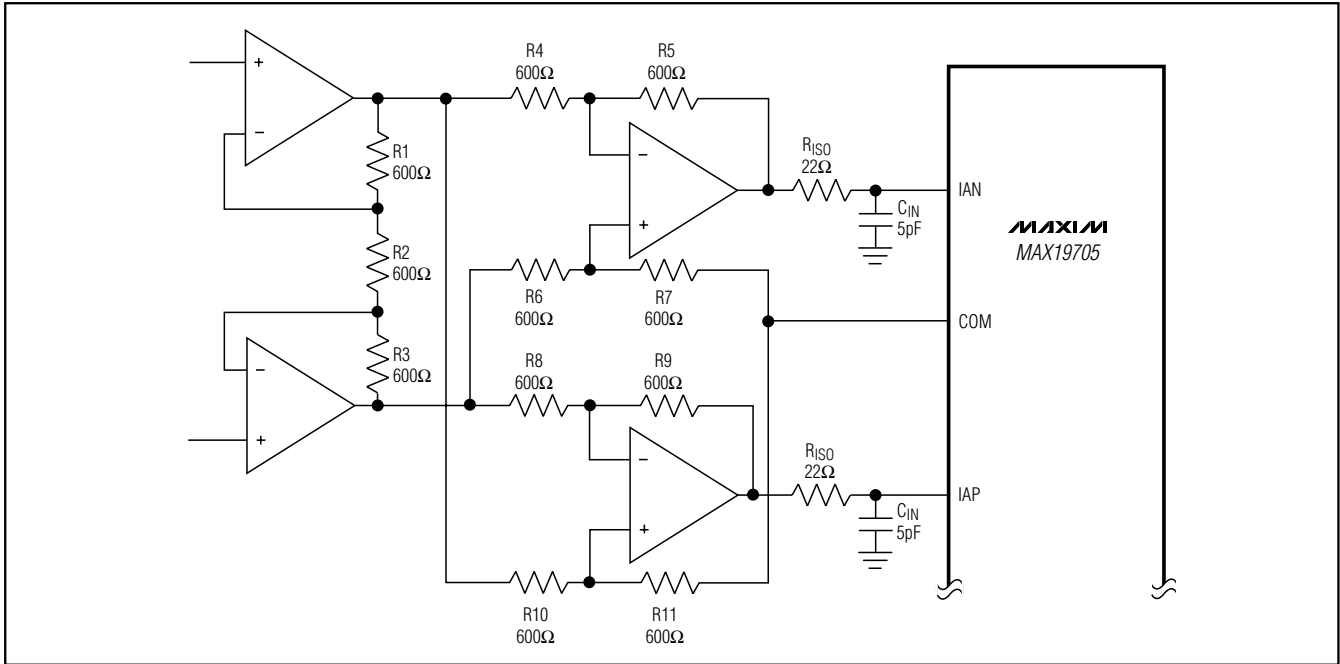 R4
600Ω
R5
600Ω
+
−
R1
600Ω
R2
600Ω
R3
600Ω
−
+
−
+
RISO
22Ω
CIN
5pF
IAN
MAXIM
MAX19705
R6
600Ω
R7
600Ω
COM
R8
600Ω
R9
600Ω
−
+
RISO
22Ω
CIN
5pF
IAP
R10
600Ω
R11
600Ω